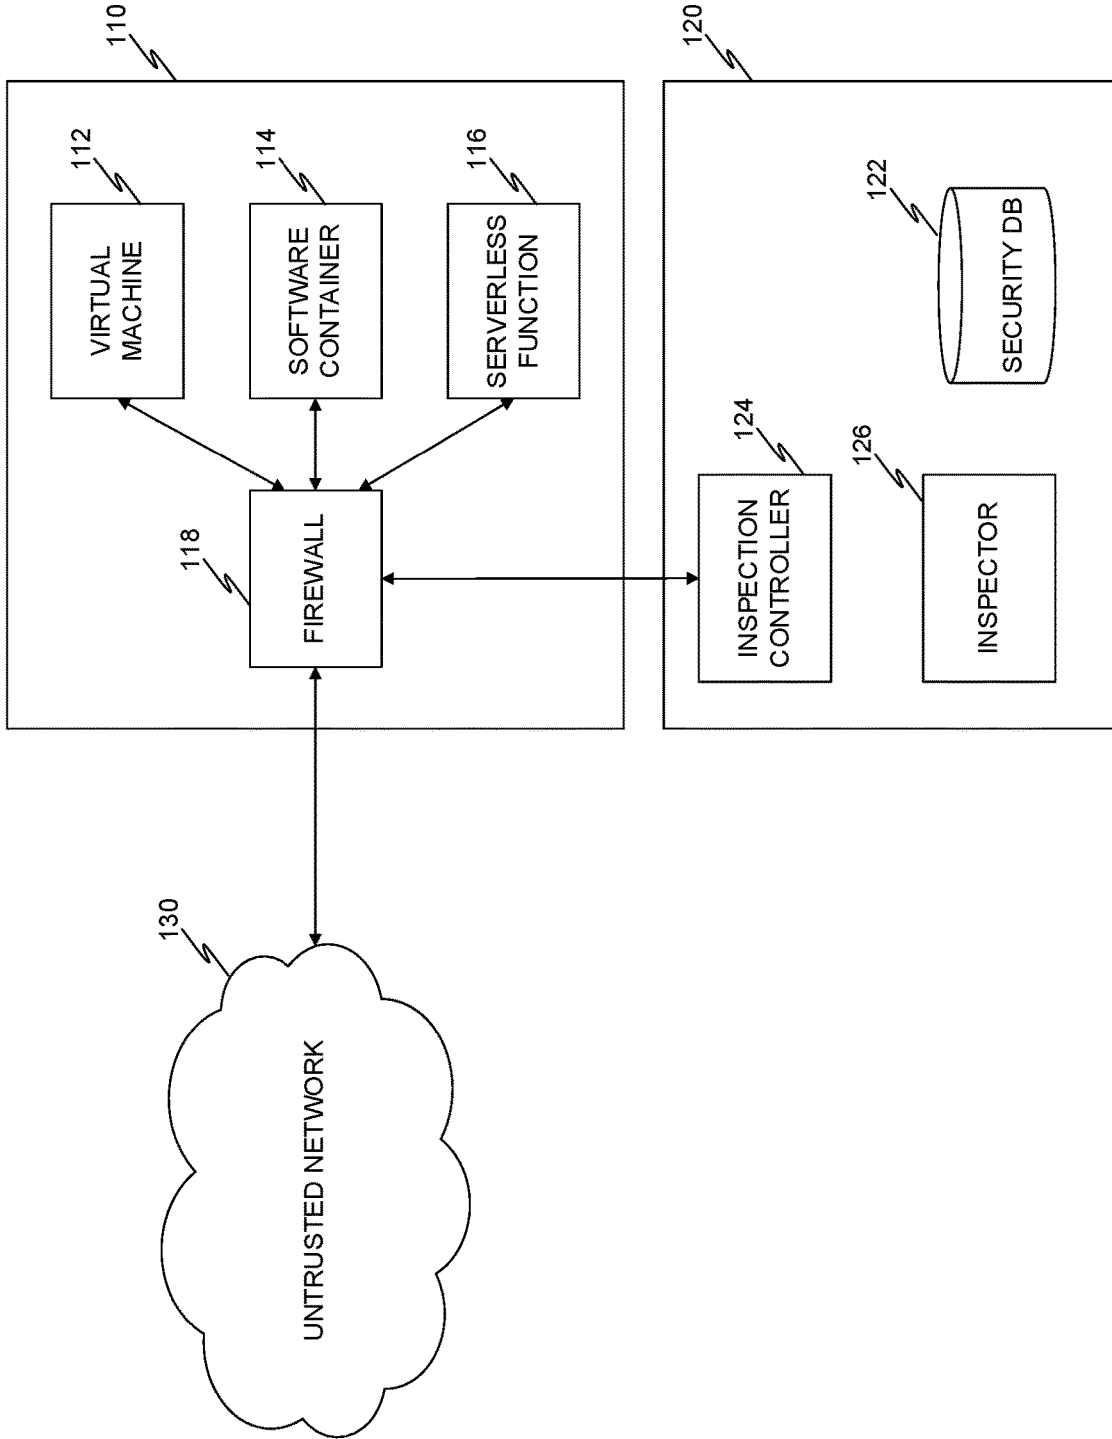 110
112
VIRTUAL
MACHINE
114
SOFTWARE
CONTAINER
116
SERVERLESS
FUNCTION
118
FIREWALL
130
UNTRUSTED NETWORK
120
124
INSPECTION
CONTROLLER
122
SECURITY DB
126
INSPECTOR